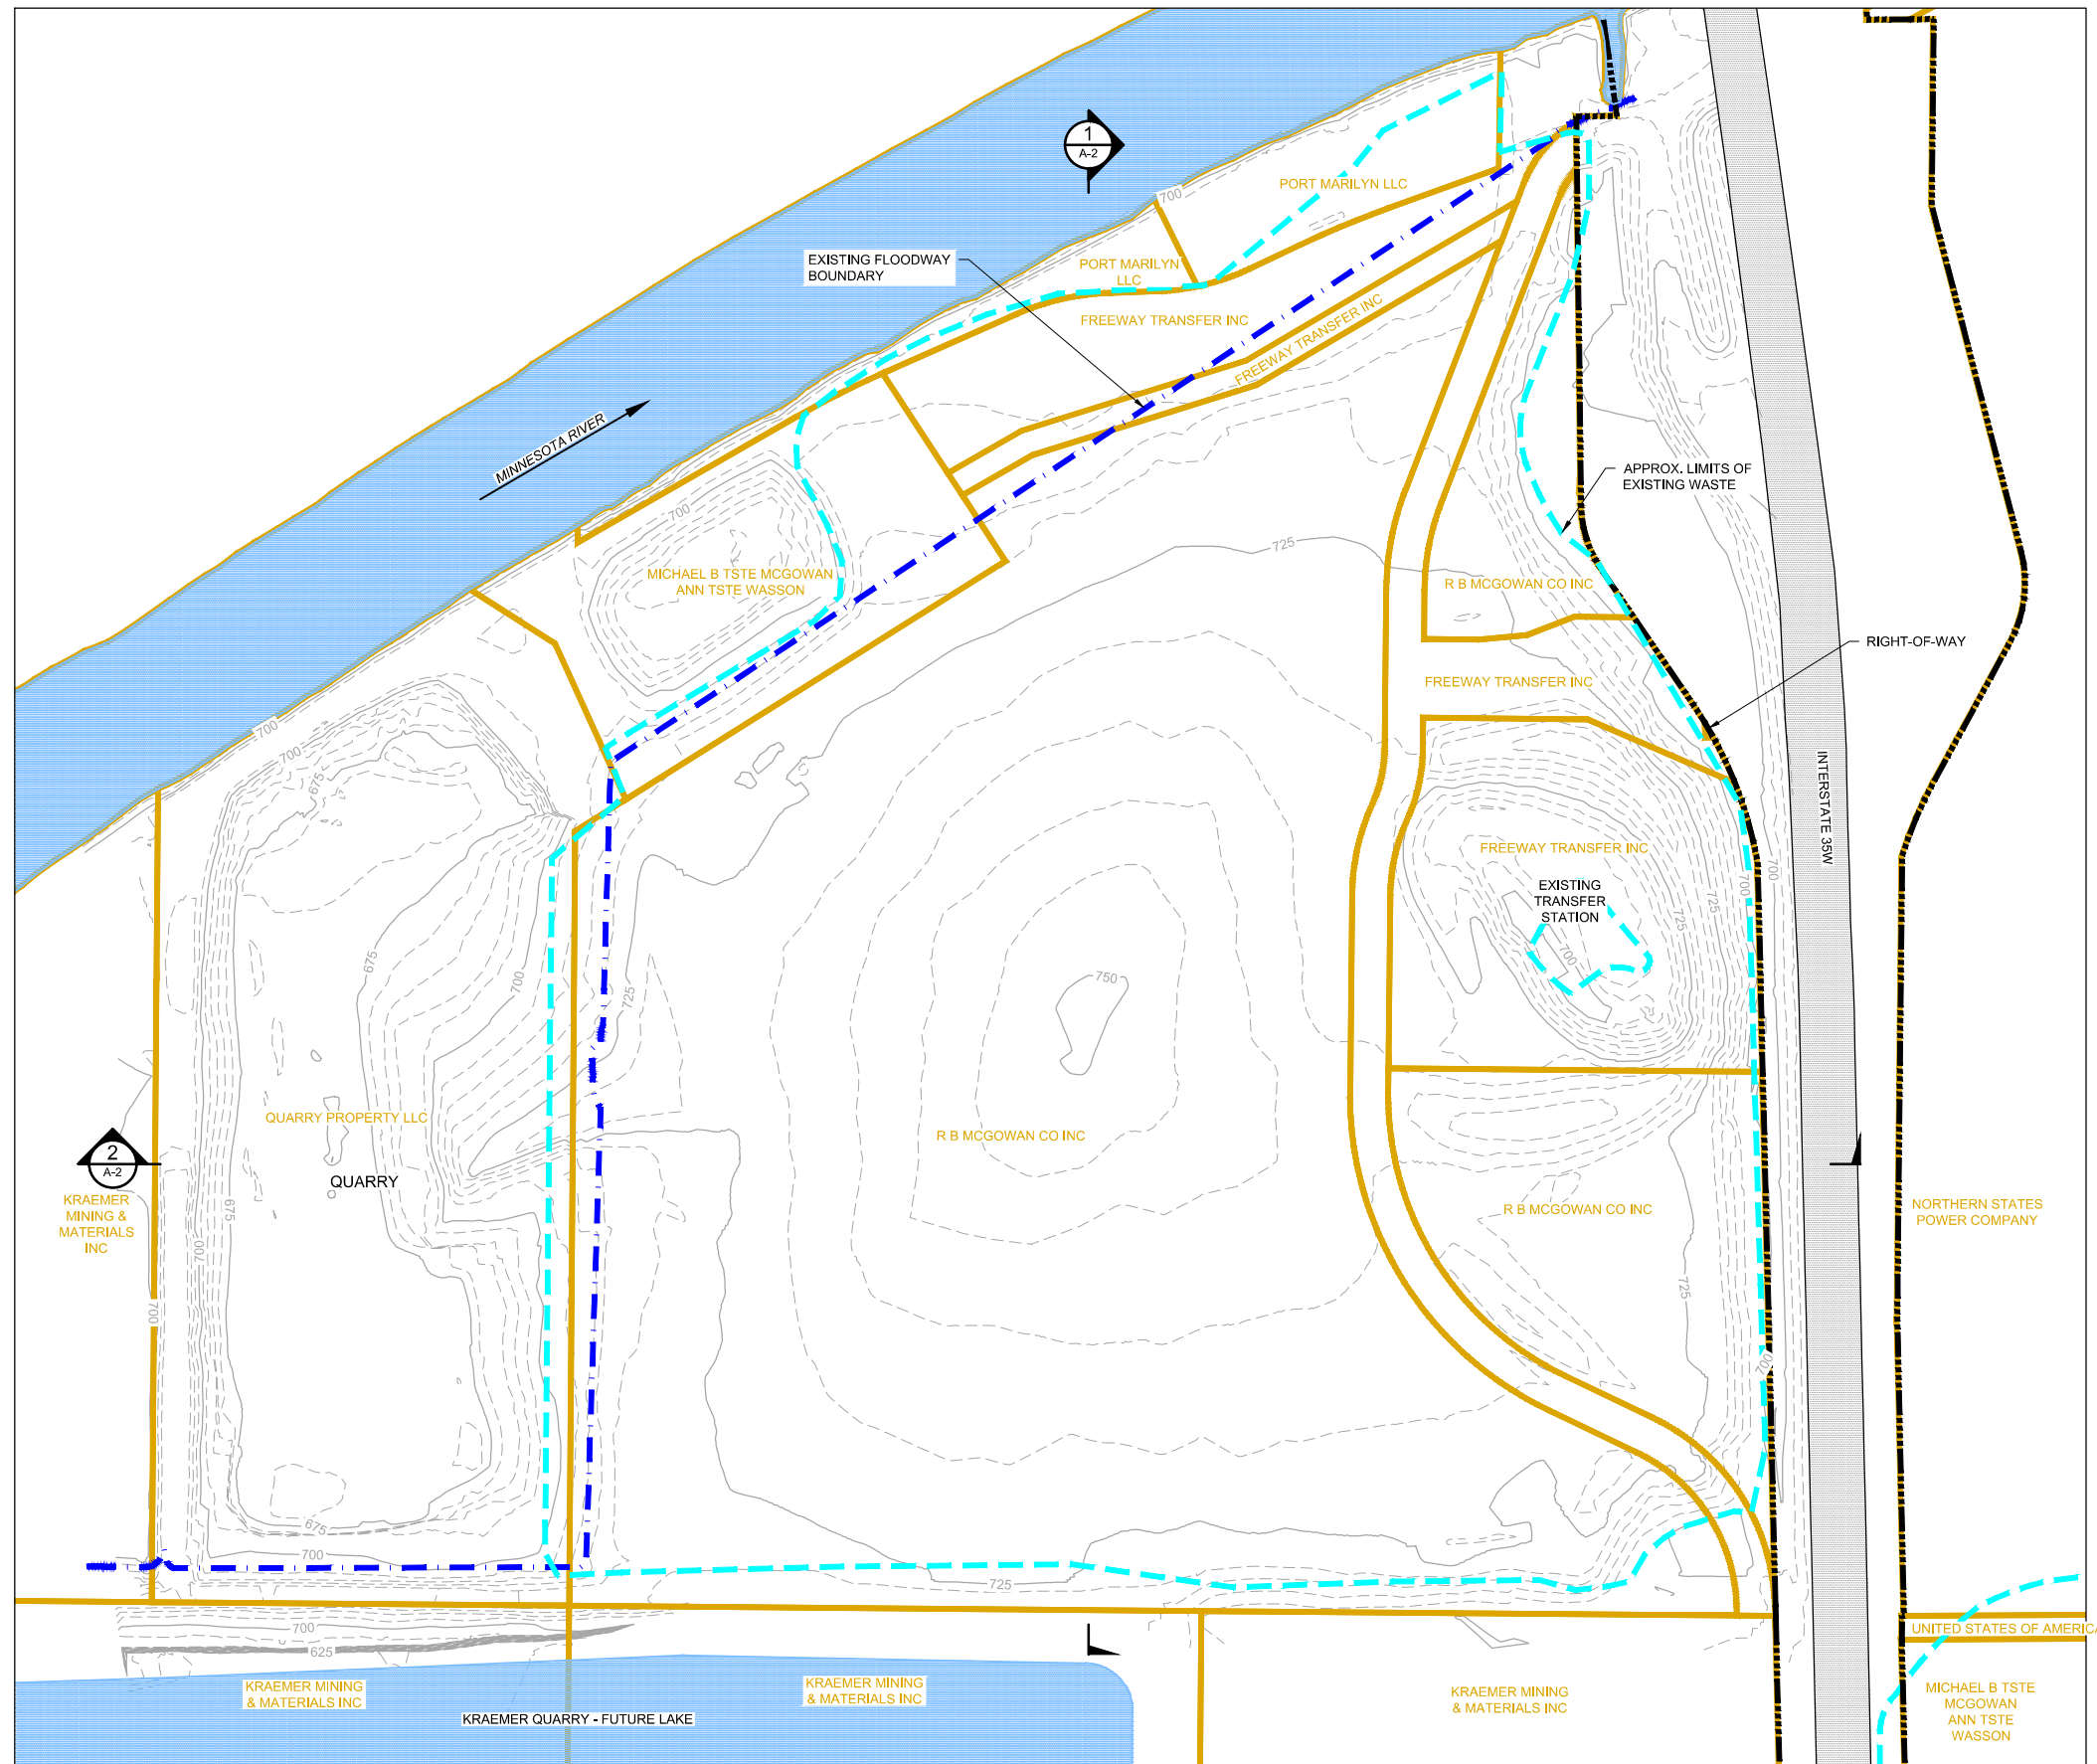 1
A-2
PORT MARILYN LLC
700
EXISTING FLOODWAY
BOUNDARY
PORT MARILYN
LLC
FREEWAY TRANSFER INC
FREEWAY TRANSFER INC
MINNESOTA RIVER
APPROX. LIMITS OF
EXISTING WASTE
700
725
MICHAEL B TSTE MCGOWAN
ANN TSTE WASSON
R B MCGOWAN CO INC
RIGHT-OF-WAY
FREEWAY TRANSFER INC
700
700
675
INTERSTATE 35W
FREEWAY TRANSFER INC
700
700
EXISTING
TRANSFER
STATION
725
725
700
675
700
725
750
QUARRY PROPERTY LLC
R B MCGOWAN CO INC
2
A-2
QUARRY
KRAEMER
MINING &
MATERIALS
INC
675
700
700
R B MCGOWAN CO INC
NORTHERN STATES
POWER COMPANY
725
700
675
700
725
700
625
UNITED STATES OF AMERICA
KRAEMER MINING
& MATERIALS INC
KRAEMER MINING
& MATERIALS INC
KRAEMER MINING
& MATERIALS INC
MICHAEL B TSTE
MCGOWAN
ANN TSTE
WASSON
KRAEMER QUARRY - FUTURE LAKE